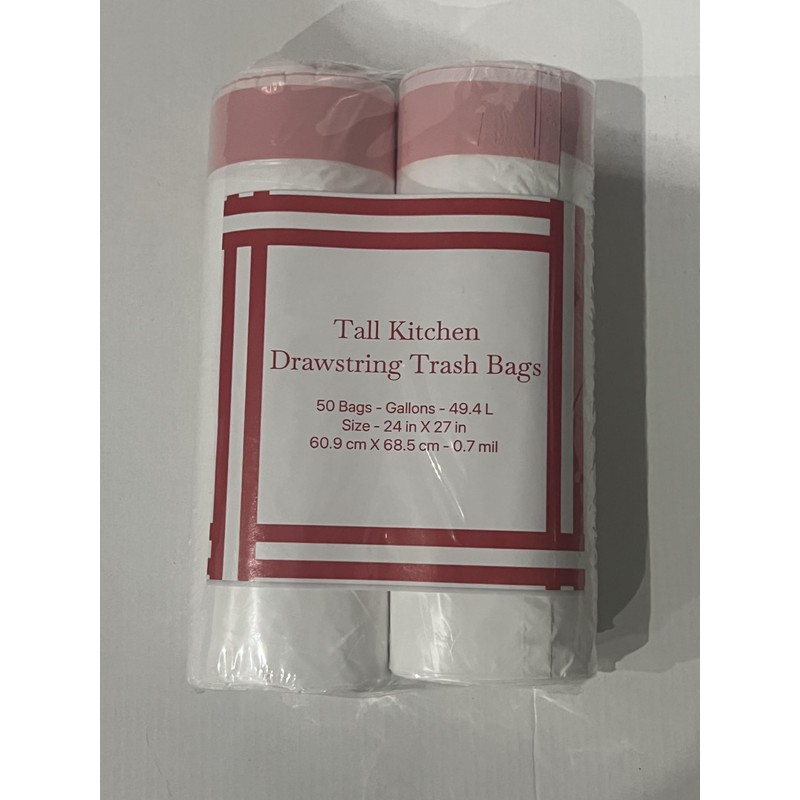 Tall Kitchen
Drawstring Trash Bags
50 Bags - Gallons - 49.4 L
Size - 24 in X 27 in
60.9 cm X 68.5 cm - 0.7 mil